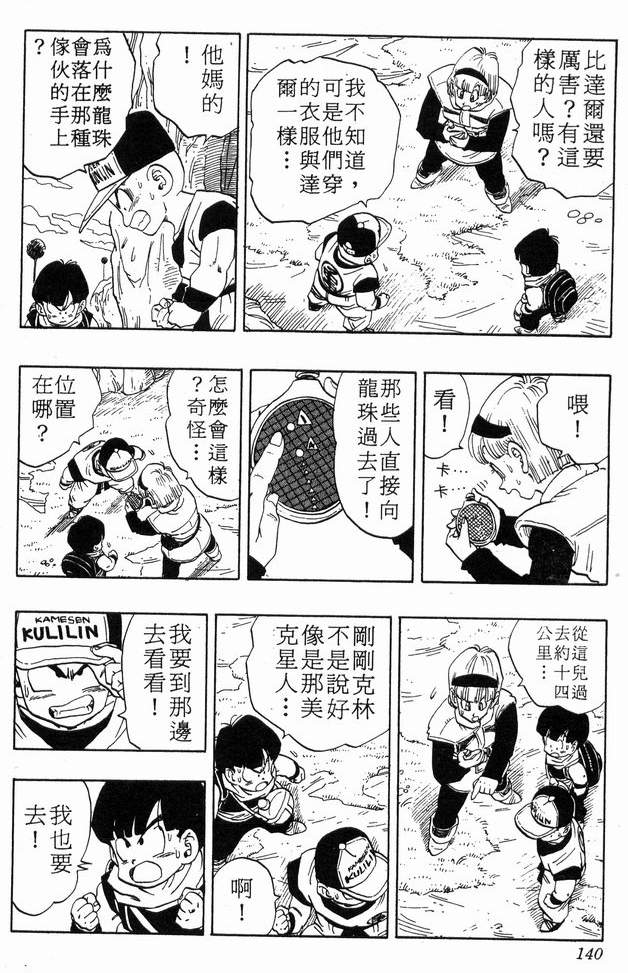 比達爾還要
厲害？有這
樣的人嗎？
我不知道，
可是他們穿
的衣服與達
爾一樣…
他媽的
！
為什麼龍珠
會落在那種
傢伙的手上
？
喂！
看！
卡…
卡
那些人直接向
龍珠過去了！
怎麼會這樣
？奇怪…
位置
在哪？
從這兒過
去約十四
公里…
剛剛克林
不是說好
像是那美
克星人…
啊！
KAMESEN
KULILIN
KAMESEN
KULILIN
我要到那邊
去看看！
我也要
去！
140